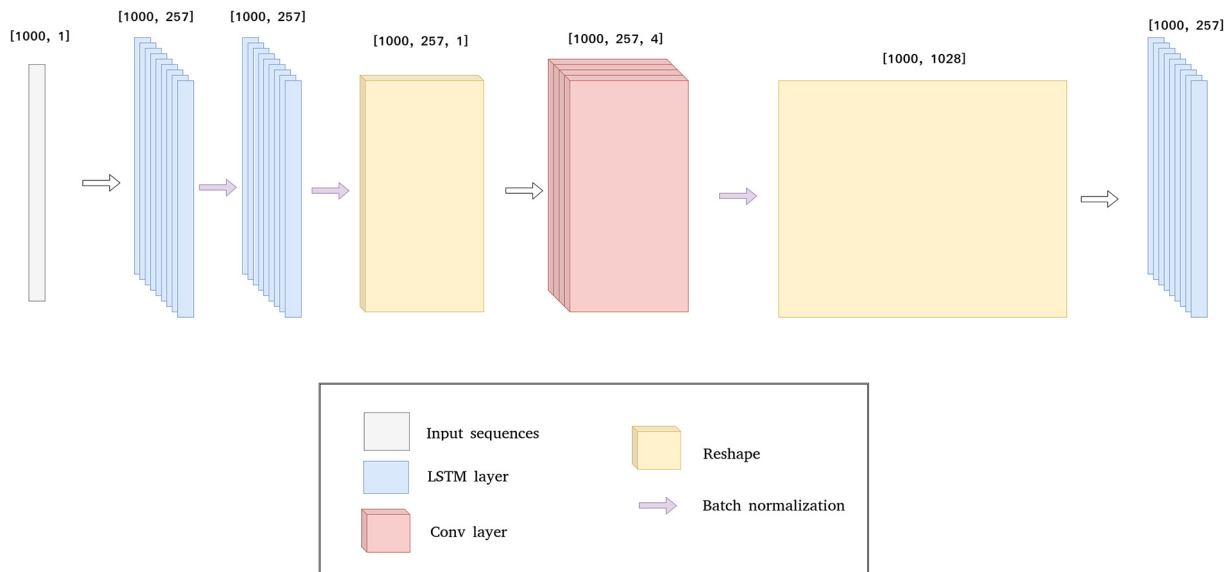 [1000, 1]
[1000, 257]
[1000, 257]
[1000, 257, 1]
[1000, 257, 4]
[1000, 1028]
[1000, 257]
Input sequences
LSTM layer
Conv layer
Reshape
Batch normalization